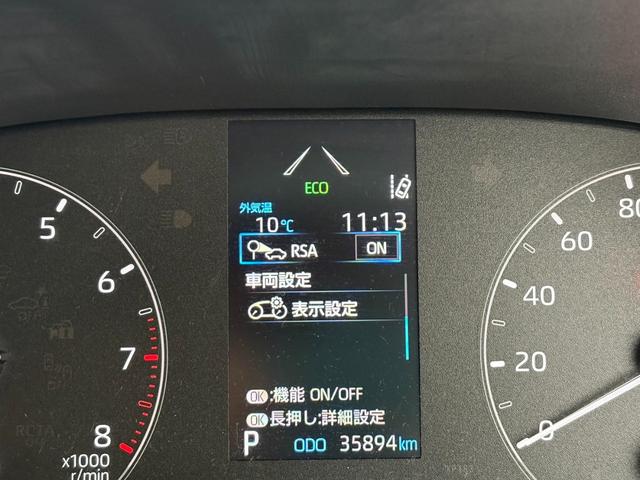 ECO
外気温
10℃ 11:13
RSA ON
車両設定
表示設定
OK:機能 ON/OFF
OK長押し:詳細設定
P ODO 35894km
5
6
7
8
x1000
r/min
80
60
40
20
0
RCTA